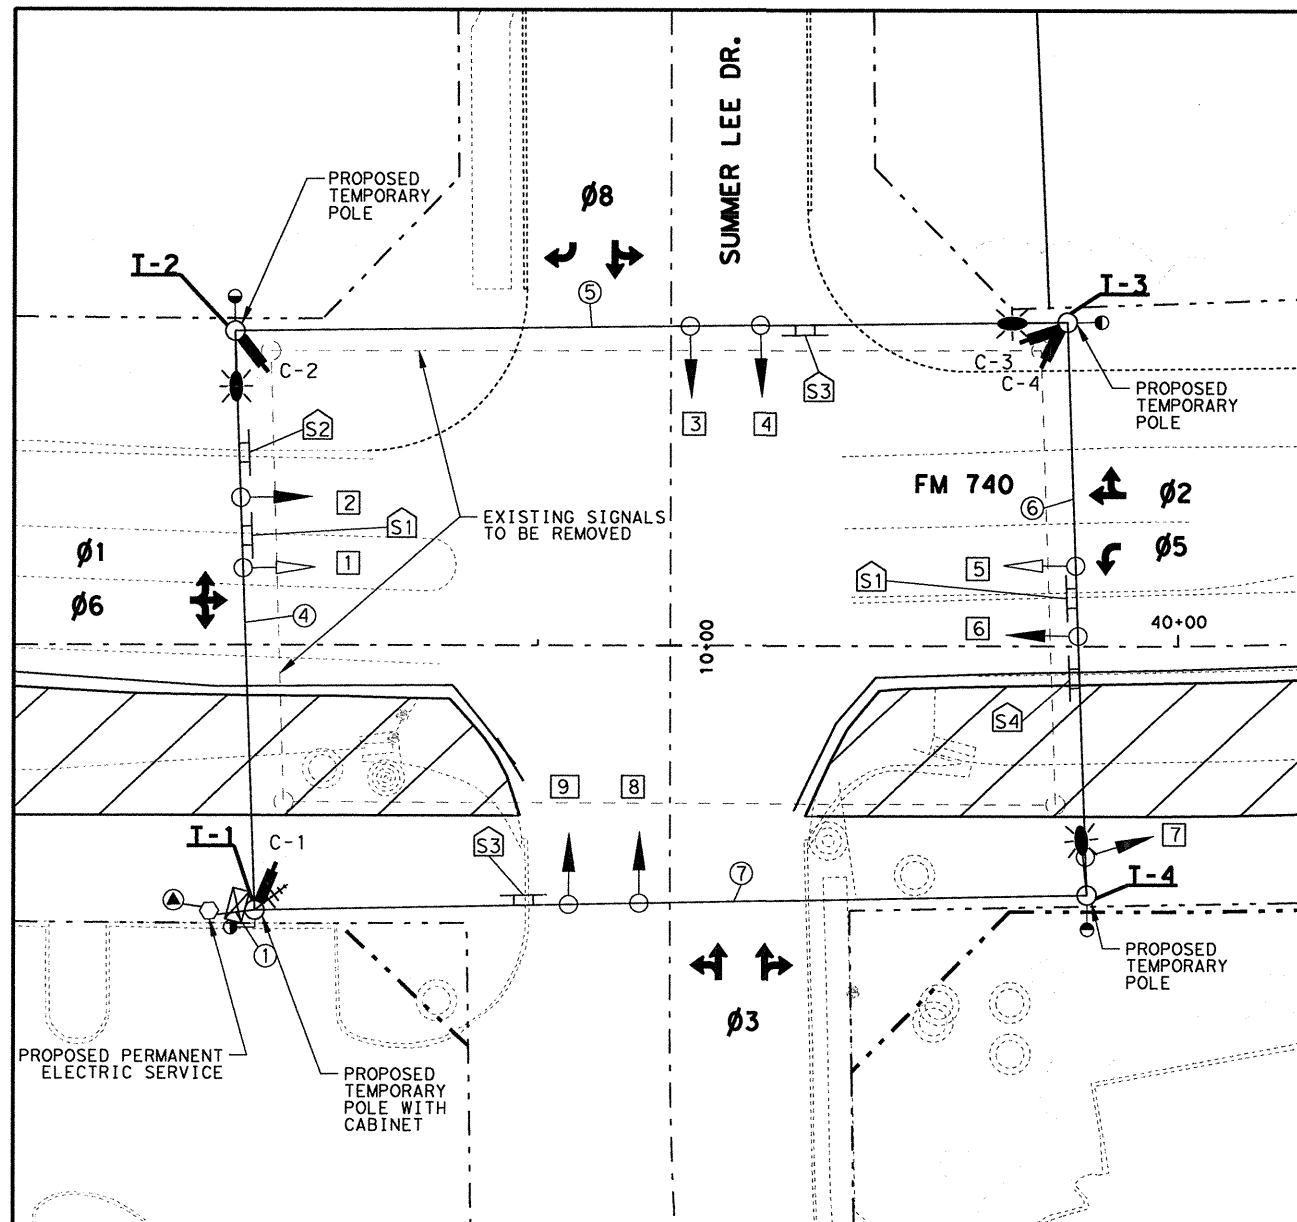 SUMMER LEE DR.
PROPOSED
TEMPORARY
POLE
Ø8
T-2
5
T-3
C-2
C-3
C-4
S3
PROPOSED
TEMPORARY
POLE
3
4
S2
FM 740
Ø2
6
2
EXISTING SIGNALS
TO BE REMOVED
S1
Ø1
1
S1
5
Ø5
Ø6
4
10+00
6
40+00
S4
9
8
T-1
C-1
S3
7
7
T-4
1
PROPOSED
TEMPORARY
POLE
Ø3
PROPOSED PERMANENT
ELECTRIC SERVICE
PROPOSED
TEMPORARY
POLE WITH
CABINET